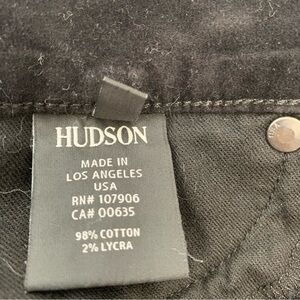 HUDSON
MADE IN
LOS ANGELES
USA
RN# 107906
CA# 00635
98% COTTON
2% LYCRA